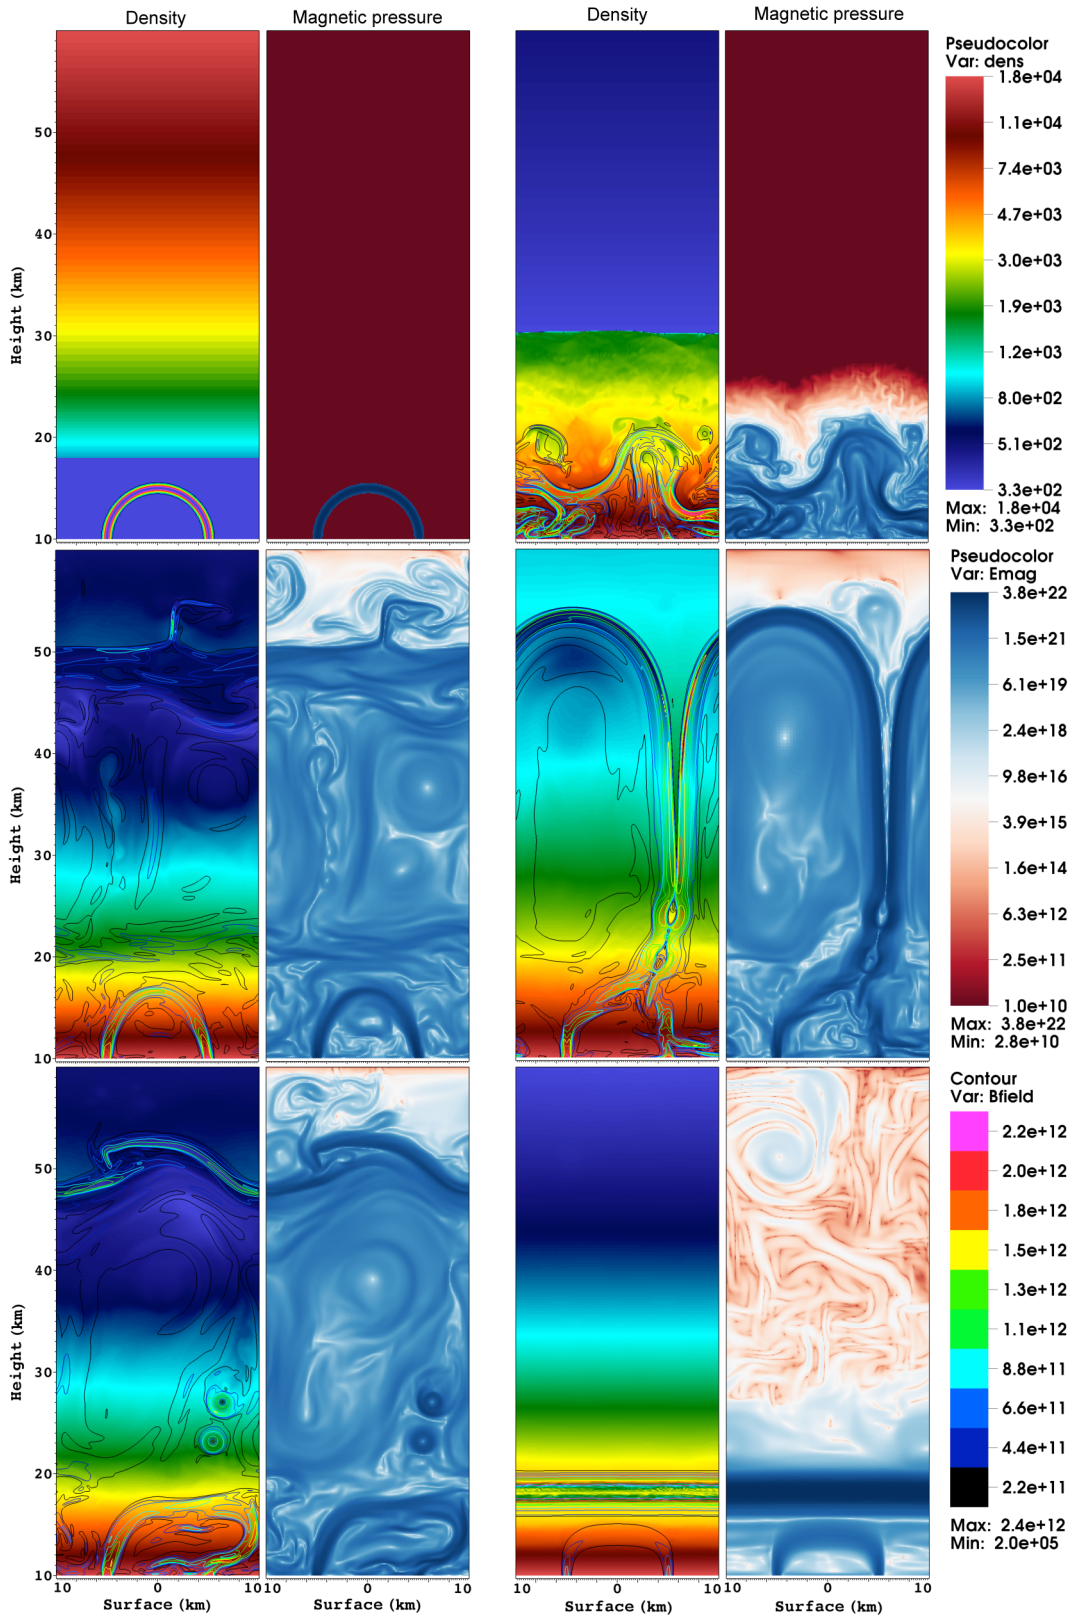 Density
Magnetic pressure
Density
Magnetic pressure
Height (km)
50
40
30
20
10
Pseudocolor
Var: dens
1.8e+04
1.1e+04
7.4e+03
4.7e+03
3.0e+03
1.9e+03
1.2e+03
8.0e+02
5.1e+02
3.3e+02
Max: 1.8e+04
Min: 3.3e+02
Height (km)
50
40
30
20
10
Pseudocolor
Var: Emag
3.8e+22
1.5e+21
6.1e+19
2.4e+18
9.8e+16
3.9e+15
1.6e+14
6.3e+12
2.5e+11
1.0e+10
Max: 3.8e+22
Min: 2.8e+10
Height (km)
50
40
30
20
10
Contour
Var: Bfield
2.2e+12
2.0e+12
1.8e+12
1.5e+12
1.3e+12
1.1e+12
8.8e+11
6.6e+11
4.4e+11
2.2e+11
Max: 2.4e+12
Min: 2.0e+05
10 0 10 10 0 10 10 0 10 10 0 10
Surface (km) Surface (km) Surface (km) Surface (km)